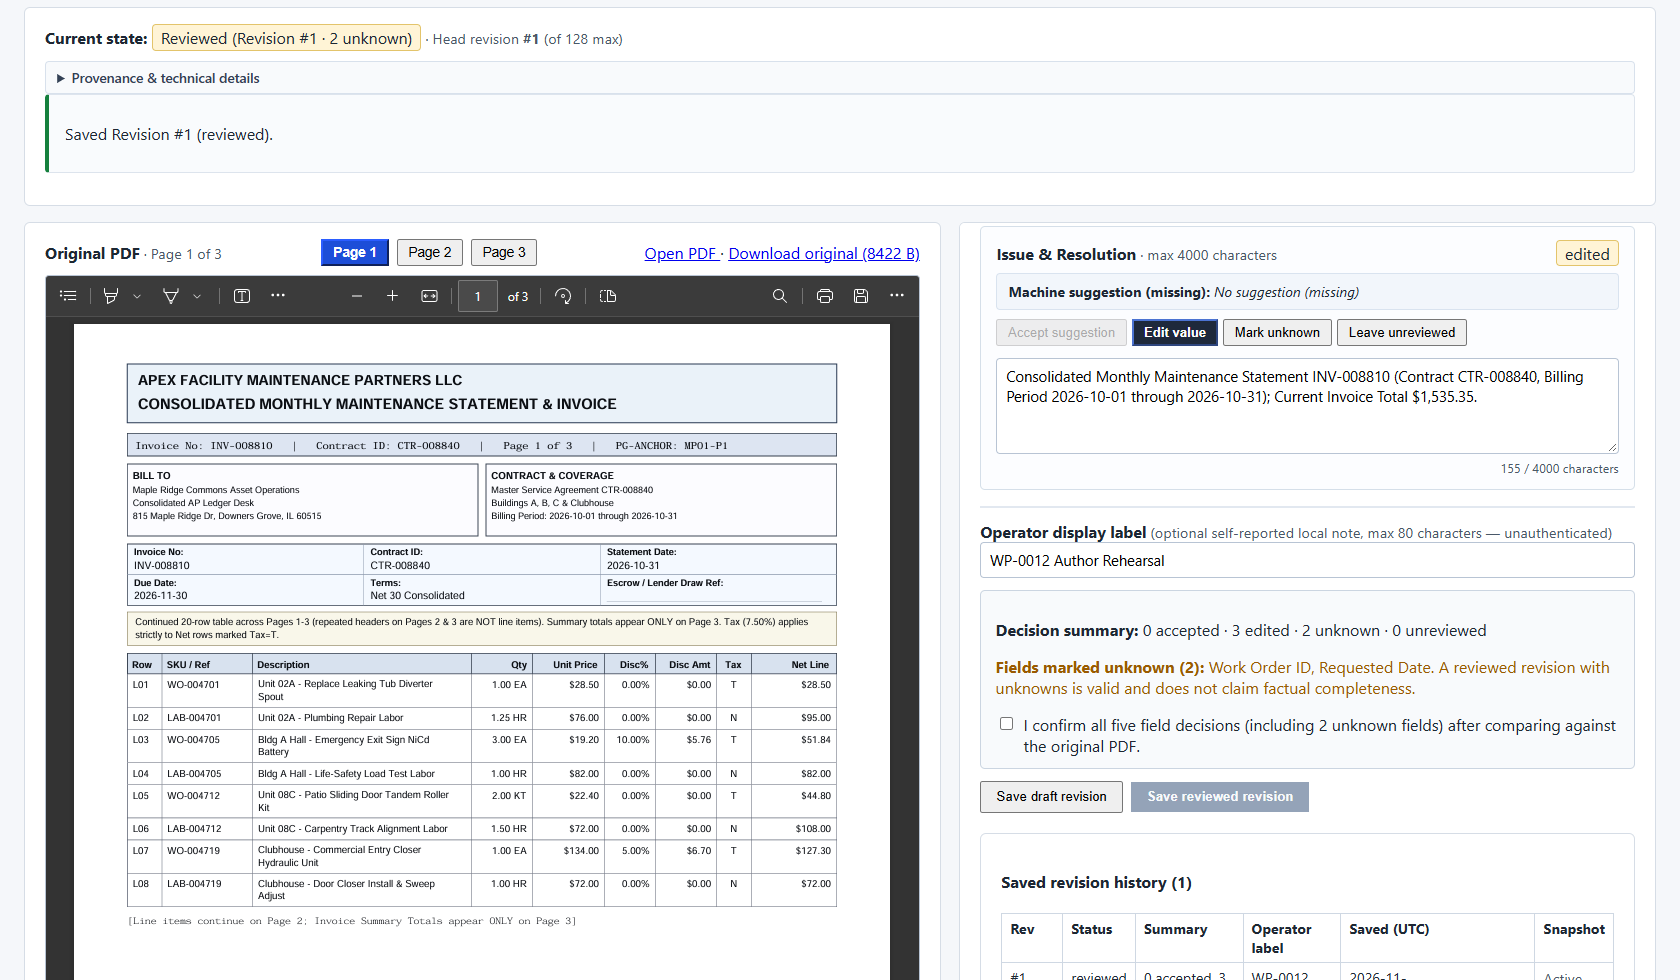 Current state: Reviewed (Revision #1 · 2 unknown) · Head revision #1 (of 128 max)
▶ Provenance & technical details
Saved Revision #1 (reviewed).
Original PDF · Page 1 of 3
Page 1
Page 2
Page 3
Open PDF · Download original (8422 B)
1 of 3
APEX FACILITY MAINTENANCE PARTNERS LLC
CONSOLIDATED MONTHLY MAINTENANCE STATEMENT & INVOICE
Invoice No: INV-008810 | Contract ID: CTR-008840 | Page 1 of 3 | PG-ANCHOR: MP01-P1
BILL TO
Maple Ridge Commons Asset Operations
Consolidated AP Ledger Desk
815 Maple Ridge Dr, Downers Grove, IL 60515
CONTRACT & COVERAGE
Master Service Agreement CTR-008840
Buildings A, B, C & Clubhouse
Billing Period: 2026-10-01 through 2026-10-31
Invoice No: Contract ID: Statement Date:
INV-008810 CTR-008840 2026-10-31
Due Date: Terms: Escrow / Lender Draw Ref:
2026-11-30 Net 30 Consolidated
Continued 20-row table across Pages 1-3 (repeated headers on Pages 2 & 3 are NOT line items). Summary totals appear ONLY on Page 3. Tax (7.50%) applies
strictly to Net rows marked Tax=T.
Row SKU / Ref Description Qty Unit Price Disc% Disc Amt Tax Net Line
L01 WO-004701 Unit 02A - Replace Leaking Tub Diverter 1.00 EA $28.50 0.00% $0.00 T $28.50
Spout
L02 LAB-004701 Unit 02A - Plumbing Repair Labor 1.25 HR $76.00 0.00% $0.00 N $95.00
L03 WO-004705 Bldg A Hall - Emergency Exit Sign NiCd 3.00 EA $19.20 10.00% $5.76 T $51.84
Battery
L04 LAB-004705 Bldg A Hall - Life-Safety Load Test Labor 1.00 HR $82.00 0.00% $0.00 N $82.00
L05 WO-004712 Unit 08C - Patio Sliding Door Tandem Roller 2.00 KT $22.40 0.00% $0.00 T $44.80
Kit
L06 LAB-004712 Unit 08C - Carpentry Track Alignment Labor 1.50 HR $72.00 0.00% $0.00 N $108.00
L07 WO-004719 Clubhouse - Commercial Entry Closer 1.00 EA $134.00 5.00% $6.70 T $127.30
Hydraulic Unit
L08 LAB-004719 Clubhouse - Door Closer Install & Sweep 1.00 HR $72.00 0.00% $0.00 N $72.00
Adjust
[Line items continue on Page 2; Invoice Summary Totals appear ONLY on Page 3]
Issue & Resolution · max 4000 characters
edited
Machine suggestion (missing): No suggestion (missing)
Accept suggestion
Edit value
Mark unknown
Leave unreviewed
Consolidated Monthly Maintenance Statement INV-008810 (Contract CTR-008840, Billing
Period 2026-10-01 through 2026-10-31); Current Invoice Total $1,535.35.
155 / 4000 characters
Operator display label (optional self-reported local note, max 80 characters — unauthenticated)
WP-0012 Author Rehearsal
Decision summary: 0 accepted · 3 edited · 2 unknown · 0 unreviewed
Fields marked unknown (2): Work Order ID, Requested Date. A reviewed revision with
unknowns is valid and does not claim factual completeness.
I confirm all five field decisions (including 2 unknown fields) after comparing against
the original PDF.
Save draft revision
Save reviewed revision
Saved revision history (1)
Rev Status Summary Operator label Saved (UTC) Snapshot
#1 reviewed 0 accepted, 3 WP-0012 2026-11- Active